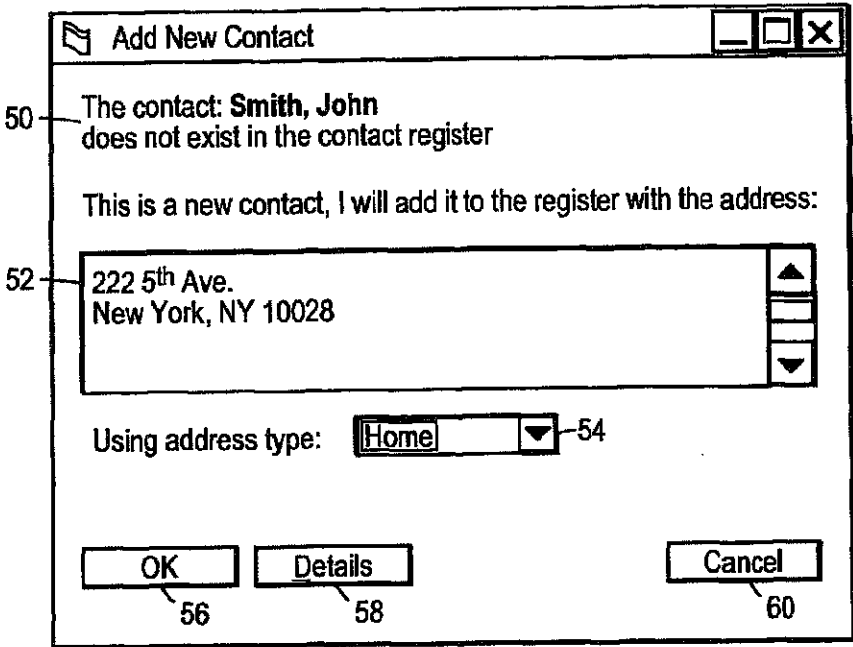 Add New Contact
50
The contact: Smith, John
does not exist in the contact register
This is a new contact, I will add it to the register with the address:
52
222 5th Ave.
New York, NY 10028
Using address type: Home
54
OK Details Cancel
56 58 60